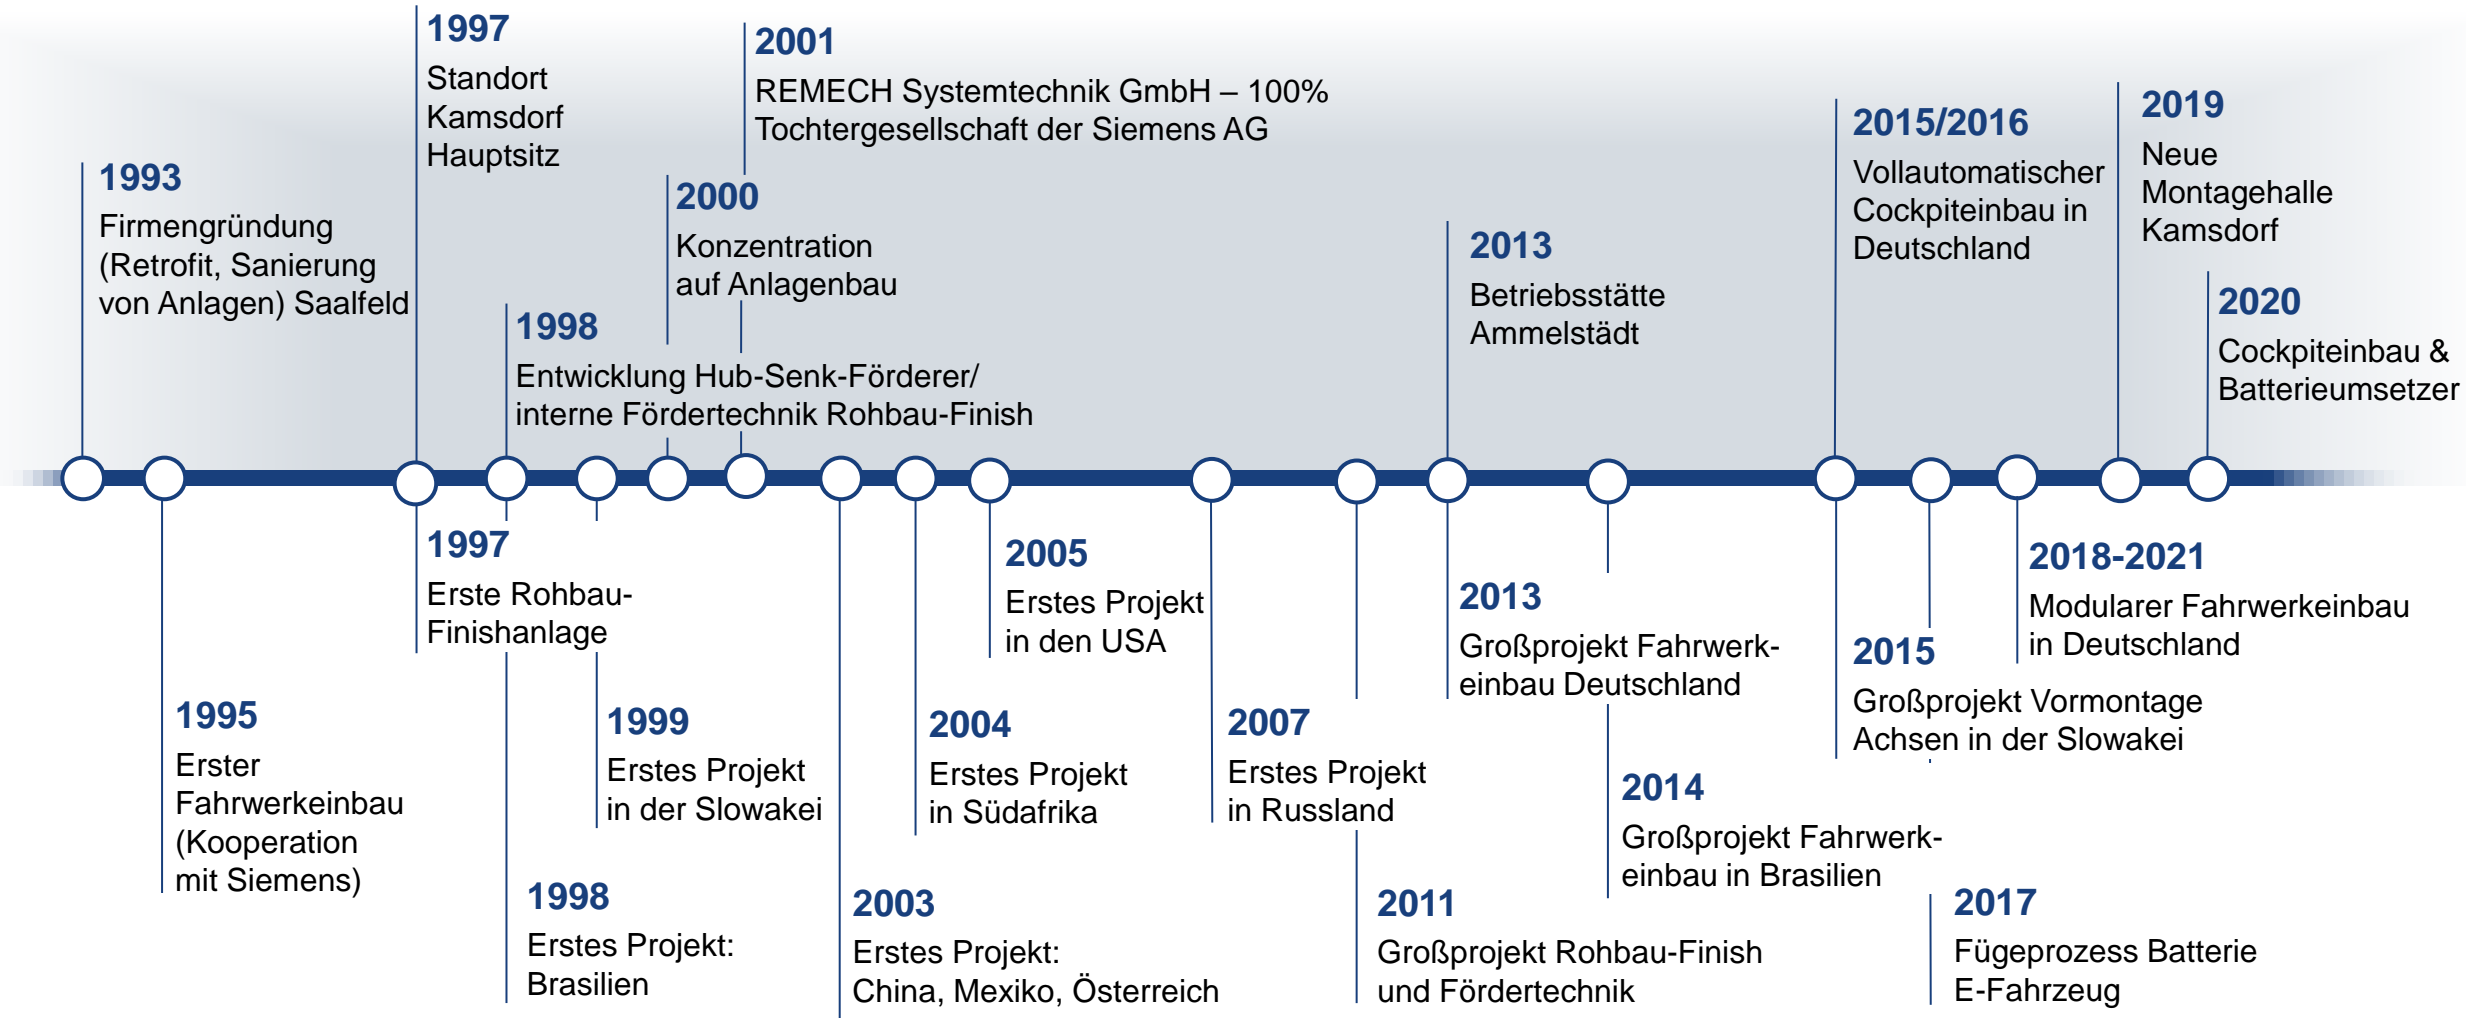 1997
Standort
Kamsdorf
Hauptsitz
2001
REMECH Systemtechnik GmbH – 100%
Tochtergesellschaft der Siemens AG
2015/2016
Vollautomatischer
Cockpiteinbau in
Deutschland
2019
Neue
Montagehalle
Kamsdorf
1993
Firmengründung
(Retrofit, Sanierung
von Anlagen) Saalfeld
2000
Konzentration
auf Anlagenbau
2013
Betriebsstätte
Ammelstädt
2020
Cockpiteinbau &
Batterieumsetzer
1998
Entwicklung Hub-Senk-Förderer/
interne Fördertechnik Rohbau-Finish
1997
Erste Rohbau-
Finishanlage
2005
Erstes Projekt
in den USA
2013
Großprojekt Fahrwerk-
einbau Deutschland
2018-2021
Modularer Fahrwerkeinbau
in Deutschland
2015
Großprojekt Vormontage
Achsen in der Slowakei
1995
Erster
Fahrwerkeinbau
(Kooperation
mit Siemens)
1999
Erstes Projekt
in der Slowakei
2004
Erstes Projekt
in Südafrika
2007
Erstes Projekt
in Russland
2014
Großprojekt Fahrwerk-
einbau in Brasilien
1998
Erstes Projekt:
Brasilien
2003
Erstes Projekt:
China, Mexiko, Österreich
2011
Großprojekt Rohbau-Finish
und Fördertechnik
2017
Fügeprozess Batterie
E-Fahrzeug